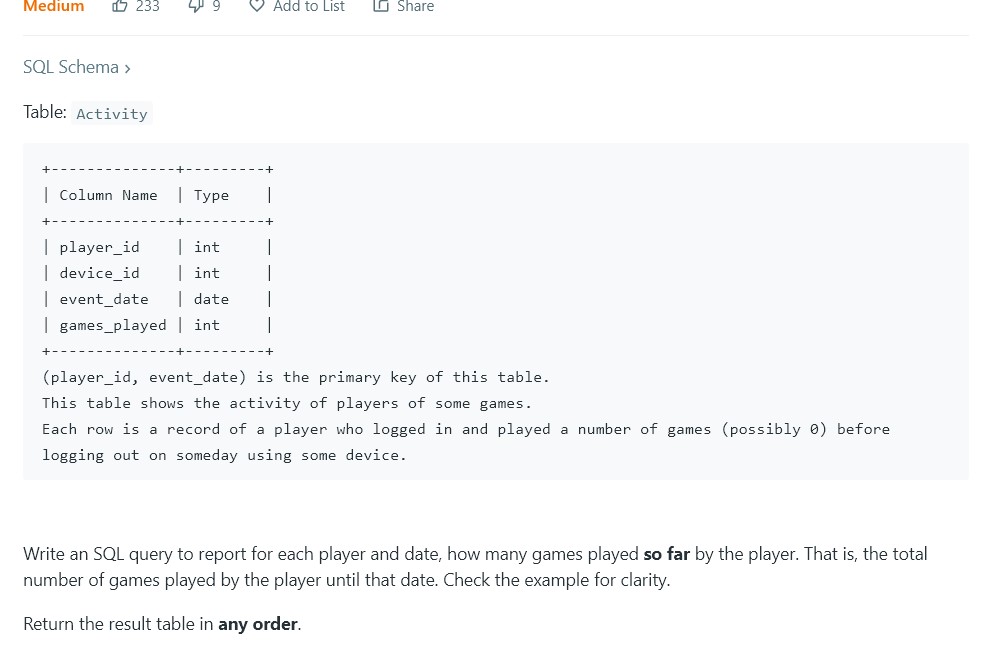 Medium 233 9 Add to List Share
SQL Schema >
Table: Activity
+--------------+---------+
| Column Name  | Type    |
+--------------+---------+
| player_id    | int     |
| device_id    | int     |
| event_date   | date    |
| games_played | int     |
+--------------+---------+
(player_id, event_date) is the primary key of this table.
This table shows the activity of players of some games.
Each row is a record of a player who logged in and played a number of games (possibly 0) before
logging out on someday using some device.
Write an SQL query to report for each player and date, how many games played so far by the player. That is, the total
number of games played by the player until that date. Check the example for clarity.
Return the result table in any order.